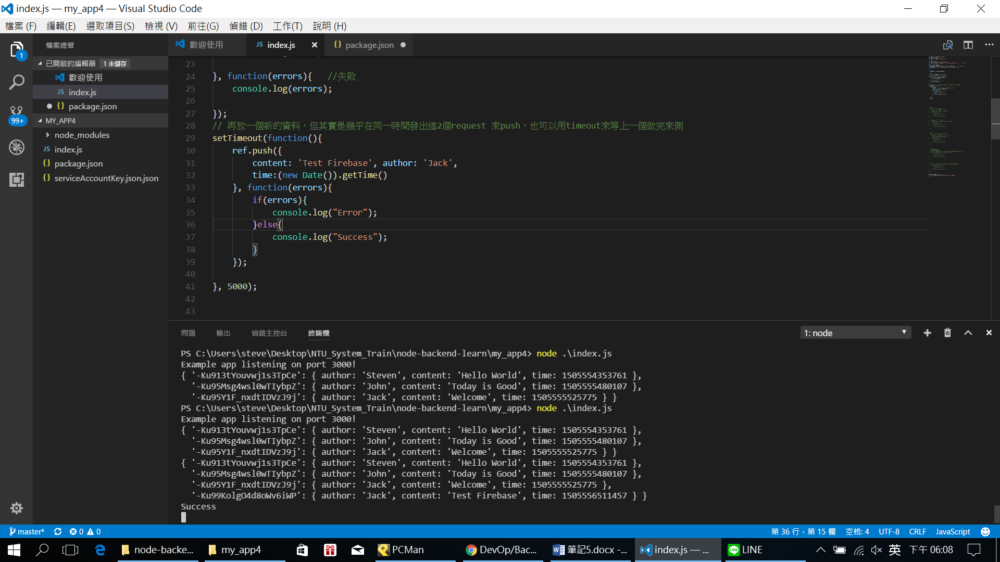 index.js — my_app4 — Visual Studio Code
檔案 (F) 編輯(E) 選取項目(S) 檢視 (V) 前往(G) 偵錯 (D) 工作(T) 說明 (H)
1
99+
檔案總管
已開啟的編輯器 1 未儲存
歡迎使用
JS index.js
{} package.json
MY_APP4
node_modules
JS index.js
{} package.json
{} serviceAccountKey.json.json
歡迎使用 JS index.js × {} package.json
23
24 }, function(errors){ //失敗
25 console.log(errors);
26
27 });
28 // 再放一個新的資料，但其實是幾乎在同一時間發出這2個request 來push，也可以用timeout來等上一個做完來側
29 setTimeout(function(){
30 ref.push({
31 content: 'Test Firebase', author: 'Jack',
32 time:(new Date()).getTime()
33 }, function(errors){
34 if(errors){
35 console.log("Error");
36 }else{
37 console.log("Success");
38 }
39 });
40
41 }, 5000);
42
43
問題 輸出 偵錯主控台 終端機 1: node
PS C:\Users\steve\Desktop\NTU_System_Train\node-backend-learn\my_app4> node .\index.js
Example app listening on port 3000!
{ '-Ku913tYouvwj1s3TpCe': { author: 'Steven', content: 'Hello World', time: 1505554353761 },
'-Ku95Msg4wsl0wTIybpZ': { author: 'John', content: 'Today is Good', time: 1505555480107 },
'-Ku95Y1F_nxdtIDVzJ9j': { author: 'Jack', content: 'Welcome', time: 1505555525775 } }
PS C:\Users\steve\Desktop\NTU_System_Train\node-backend-learn\my_app4> node .\index.js
Example app listening on port 3000!
{ '-Ku913tYouvwj1s3TpCe': { author: 'Steven', content: 'Hello World', time: 1505554353761 },
'-Ku95Msg4wsl0wTIybpZ': { author: 'John', content: 'Today is Good', time: 1505555480107 },
'-Ku95Y1F_nxdtIDVzJ9j': { author: 'Jack', content: 'Welcome', time: 1505555525775 } }
{ '-Ku913tYouvwj1s3TpCe': { author: 'Steven', content: 'Hello World', time: 1505554353761 },
'-Ku95Msg4wsl0wTIybpZ': { author: 'John', content: 'Today is Good', time: 1505555480107 },
'-Ku95Y1F_nxdtIDVzJ9j': { author: 'Jack', content: 'Welcome', time: 1505555525775 },
'-Ku99KolgO4d8oWv6iWP': { author: 'Jack', content: 'Test Firebase', time: 1505556511457 } }
Success
master* 0 0 第 36 行，第 15 欄 空格: 4 UTF-8 CRLF JavaScript
node-backe... my_app4 PCMan DevOp/Bac... 筆記5.docx -... index.js — ... LINE 英 下午 06:08